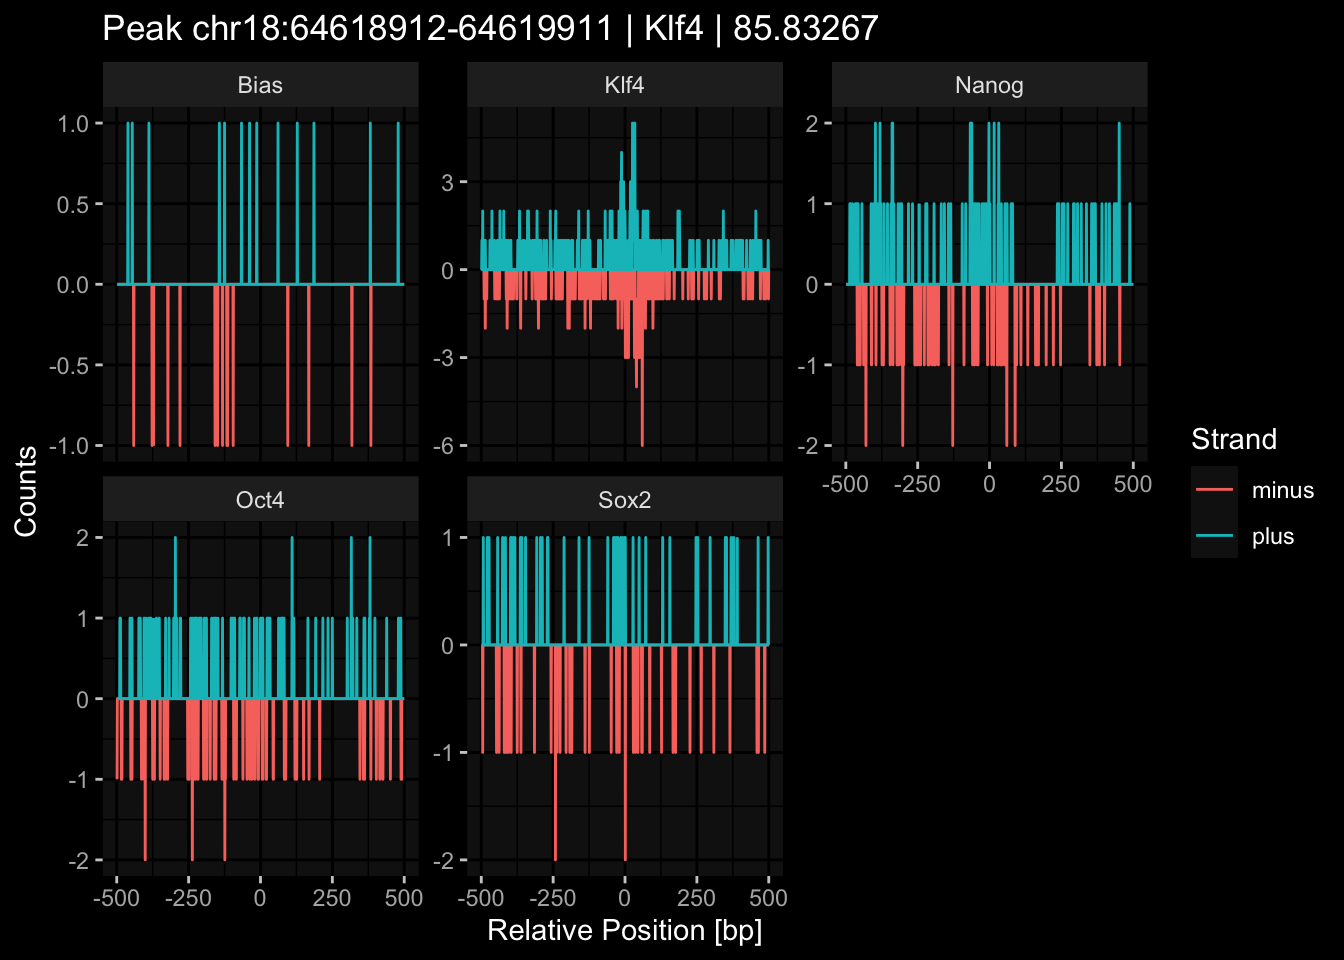 Peak chr18:64618912-64619911 | Klf4 | 85.83267
Bias
Klf4
Nanog
1.0
0.5
0.0
-0.5
-1.0
3
0
-3
-6
2
1
0
-1
-2
-500 -250 0 250 500
Oct4
Sox2
2
1
0
-1
-2
1
0
-1
-2
-500 -250 0 250 500
-500 -250 0 250 500
Relative Position [bp]
Counts
Strand
minus
plus